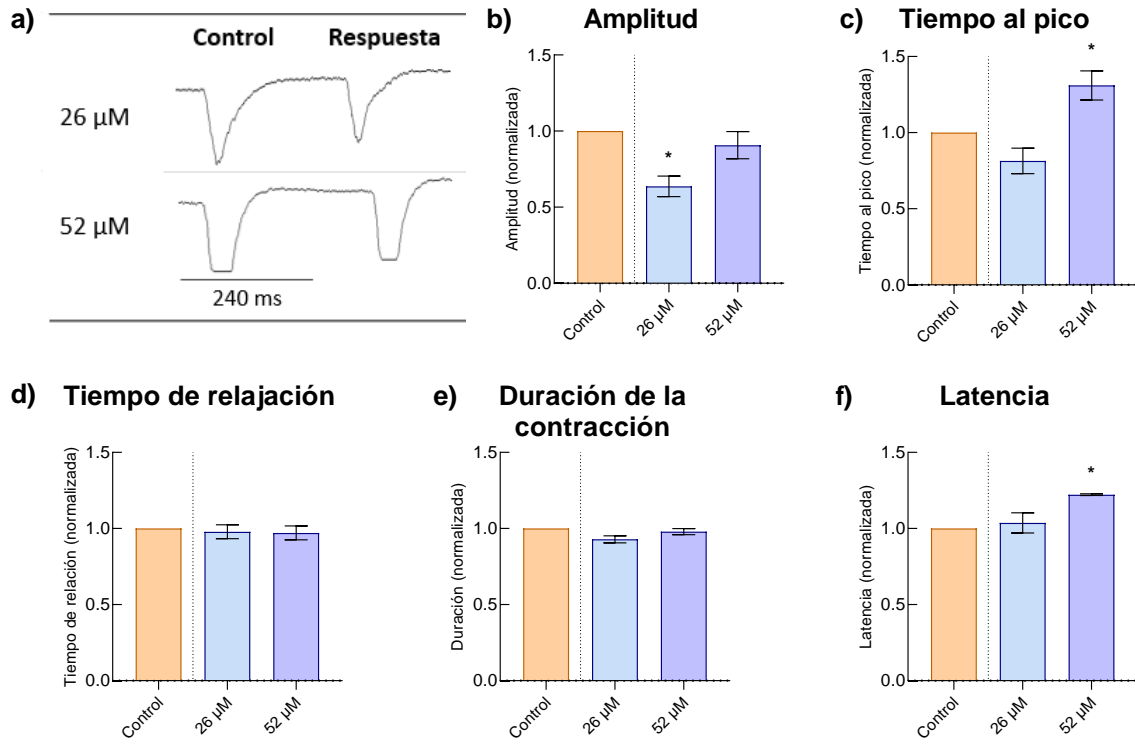 a)
Control
Respuesta
26 µM
52 µM
240 ms
b)
Amplitud
Amplitud (normalizada)
1.5
1.0
0.5
0.0
*
Control
26 µM
52 µM
c)
Tiempo al pico
Tiempo al pico (normalizada)
1.5
1.0
0.5
0.0
*
Control
26 µM
52 µM
d)
Tiempo de relajación
Tiempo de relación (normalizada)
1.5
1.0
0.5
0.0
Control
26 µM
52 µM
e)
Duración de la
contracción
Duración (normalizada)
1.5
1.0
0.5
0.0
Control
26 µM
52 µM
f)
Latencia
Latencia (normalizada)
1.5
1.0
0.5
0.0
*
Control
26 µM
52 µM